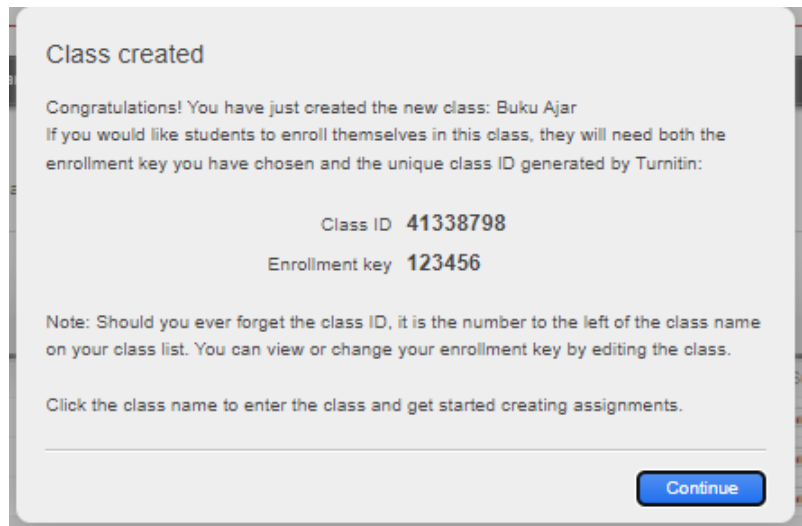 Class created
Congratulations! You have just created the new class: Buku Ajar
If you would like students to enroll themselves in this class, they will need both the
enrollment key you have chosen and the unique class ID generated by Turnitin:
Class ID 41338798
Enrollment key 123456
Note: Should you ever forget the class ID, it is the number to the left of the class name
on your class list. You can view or change your enrollment key by editing the class.
Click the class name to enter the class and get started creating assignments.
Continue